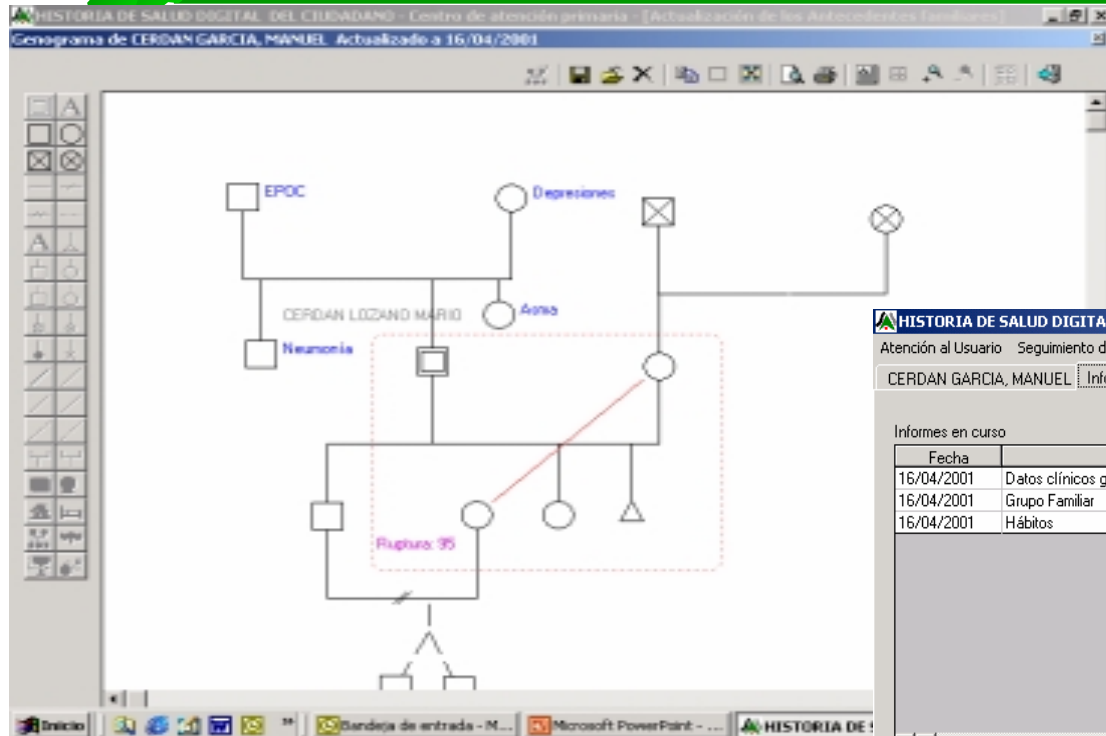 HISTORIA DE SALUD DIGITAL DEL CIUDADANO - Centro de atención primaria - [Actualización de los Antecedentes familiares]
Genograma de CERDAN GARCIA, MANUEL Actualizado a 16/04/2001
EPOC
Depresiones
CERDAN LOZANO MARIO
Asma
Neumonía
Ruptura: 95
HISTORIA DE SALUD DIGITA
Atención al Usuario Seguimiento d
CERDAN GARCIA, MANUEL Inf
Informes en curso
Fecha
16/04/2001 Datos clínicos g
16/04/2001 Grupo Familiar
16/04/2001 Hábitos
Inicio
Bandeja de entrada - M...
Microsoft PowerPoint - ...
HISTORIA DE S